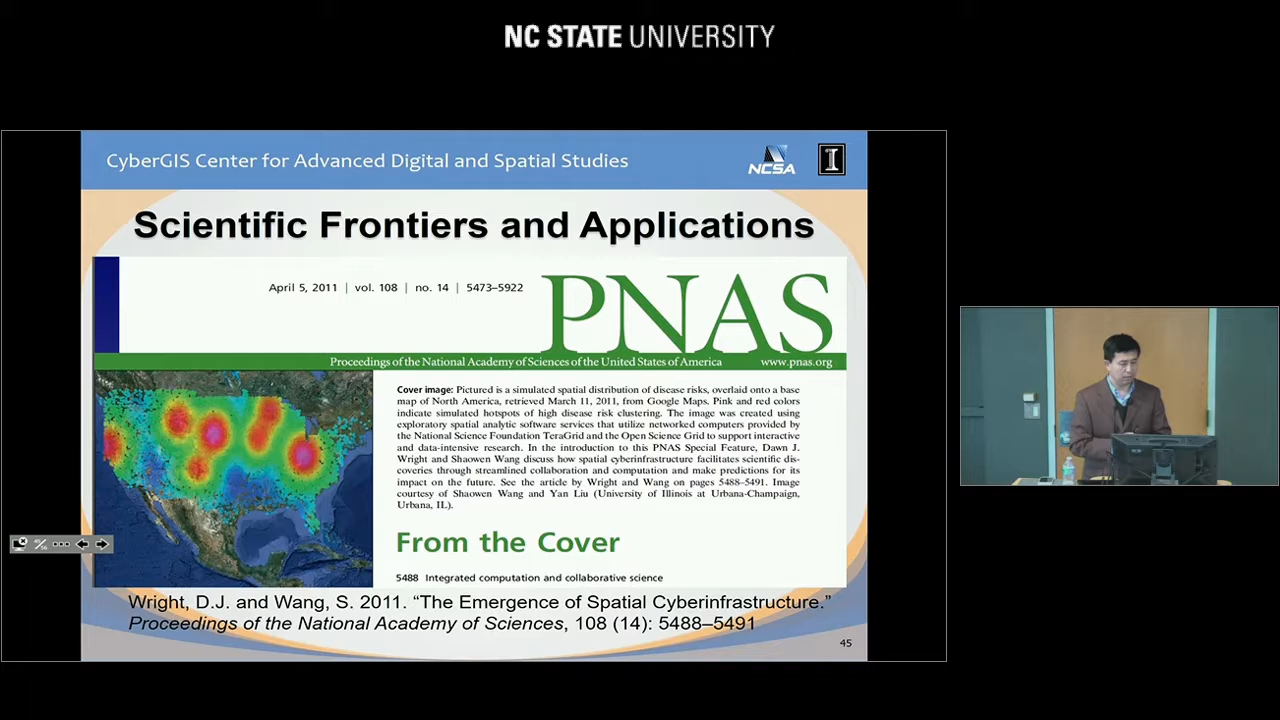 NC STATE UNIVERSITY
CyberGIS Center for Advanced Digital and Spatial Studies
NCSA
I
Scientific Frontiers and Applications
April 5, 2011 | vol. 108 | no. 14 | 5473–5922
PNAS
Proceedings of the National Academy of Sciences of the United States of America
www.pnas.org
Cover image: Pictured is a simulated spatial distribution of disease risks, overlaid onto a base
map of North America, retrieved March 11, 2011, from Google Maps. Pink and red colors
indicate simulated hotspots of high disease risk clustering. The image was created using
exploratory spatial analytic software services that utilize networked computers provided by
the National Science Foundation TeraGrid and the Open Science Grid to support interactive
and data-intensive research. In the introduction to this PNAS Special Feature, Dawn J.
Wright and Shaowen Wang discuss how spatial cyberinfrastructure facilitates scientific dis-
coveries through streamlined collaboration and computation and make predictions for its
impact on the future. See the article by Wright and Wang on pages 5488–5491. Image
courtesy of Shaowen Wang and Yan Liu (University of Illinois at Urbana-Champaign,
Urbana, IL).
From the Cover
5488 Integrated computation and collaborative science
Wright, D.J. and Wang, S. 2011. “The Emergence of Spatial Cyberinfrastructure.”
Proceedings of the National Academy of Sciences, 108 (14): 5488–5491
45